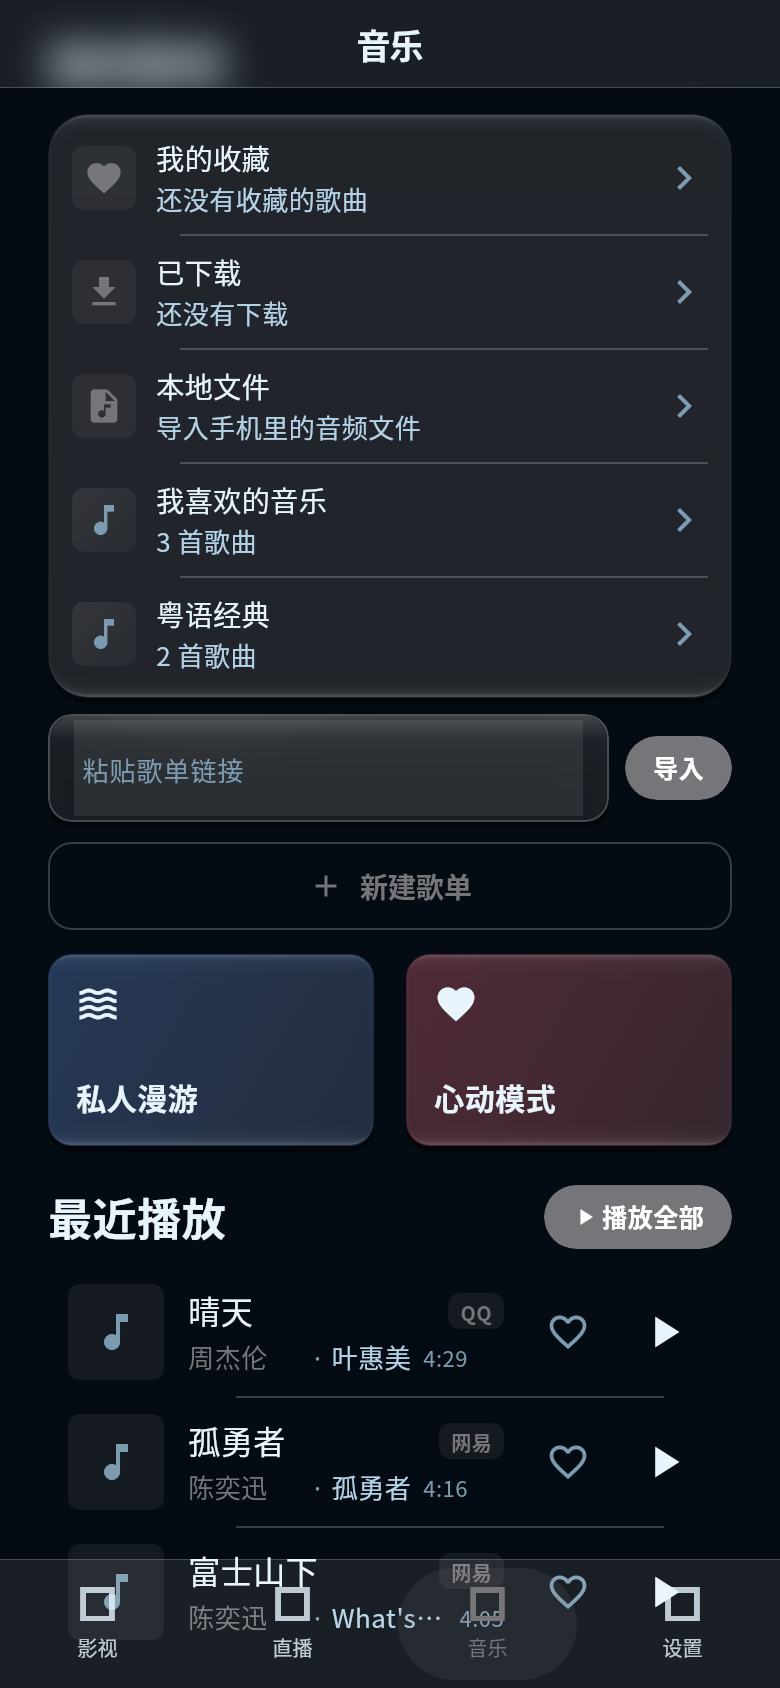 音乐
我的收藏
还没有收藏的歌曲
已下载
还没有下载
本地文件
导入手机里的音频文件
我喜欢的音乐
3 首歌曲
粤语经典
2 首歌曲
粘贴歌单链接
导入
新建歌单
私人漫游
心动模式
最近播放
播放全部
晴天
QQ
周杰伦 · 叶惠美 4:29
孤勇者
网易
陈奕迅 · 孤勇者 4:16
富士山下
网易
陈奕迅 · What's… 4:05
影视
直播
音乐
设置